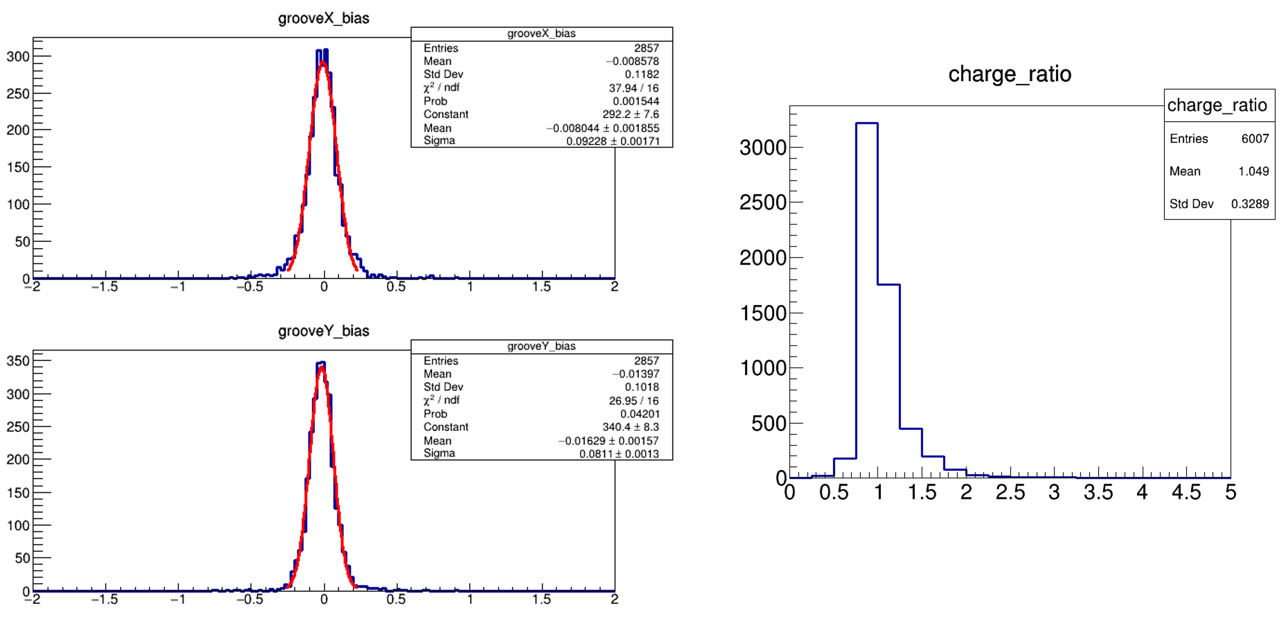 grooveX_bias
grooveX_bias
Entries 2857
Mean −0.008578
Std Dev 0.1182
χ² / ndf 37.94 / 16
Prob 0.001544
Constant 292.2 ± 7.6
Mean −0.008044 ± 0.001855
Sigma 0.09228 ± 0.00171
300
250
200
150
100
50
0
−2 −1.5 −1 −0.5 0 0.5 1 1.5 2
grooveY_bias
grooveY_bias
Entries 2857
Mean −0.01397
Std Dev 0.1018
χ² / ndf 26.95 / 16
Prob 0.04201
Constant 340.4 ± 8.3
Mean −0.01629 ± 0.00157
Sigma 0.0811 ± 0.0013
350
300
250
200
150
100
50
0
−2 −1.5 −1 −0.5 0 0.5 1 1.5 2
charge_ratio
charge_ratio
Entries 6007
Mean 1.049
Std Dev 0.3289
3000
2500
2000
1500
1000
500
0
0 0.5 1 1.5 2 2.5 3 3.5 4 4.5 5